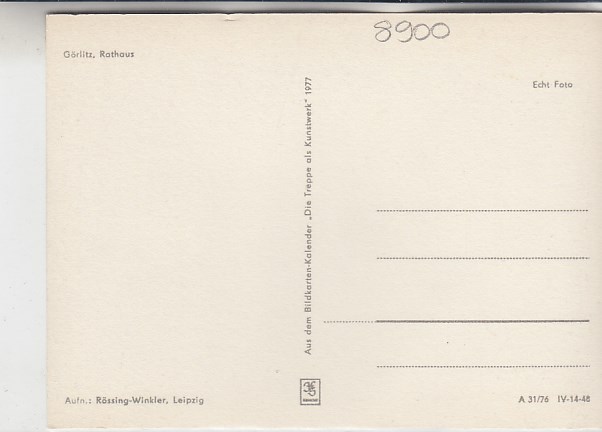 8900
Görlitz, Rathaus
Echt Foto
Aus dem Bildkarten-Kalender „Die Treppe als Kunstwerk" 1977
Aufn.: Rössing-Winkler, Leipzig
A 31/76 IV-14-48